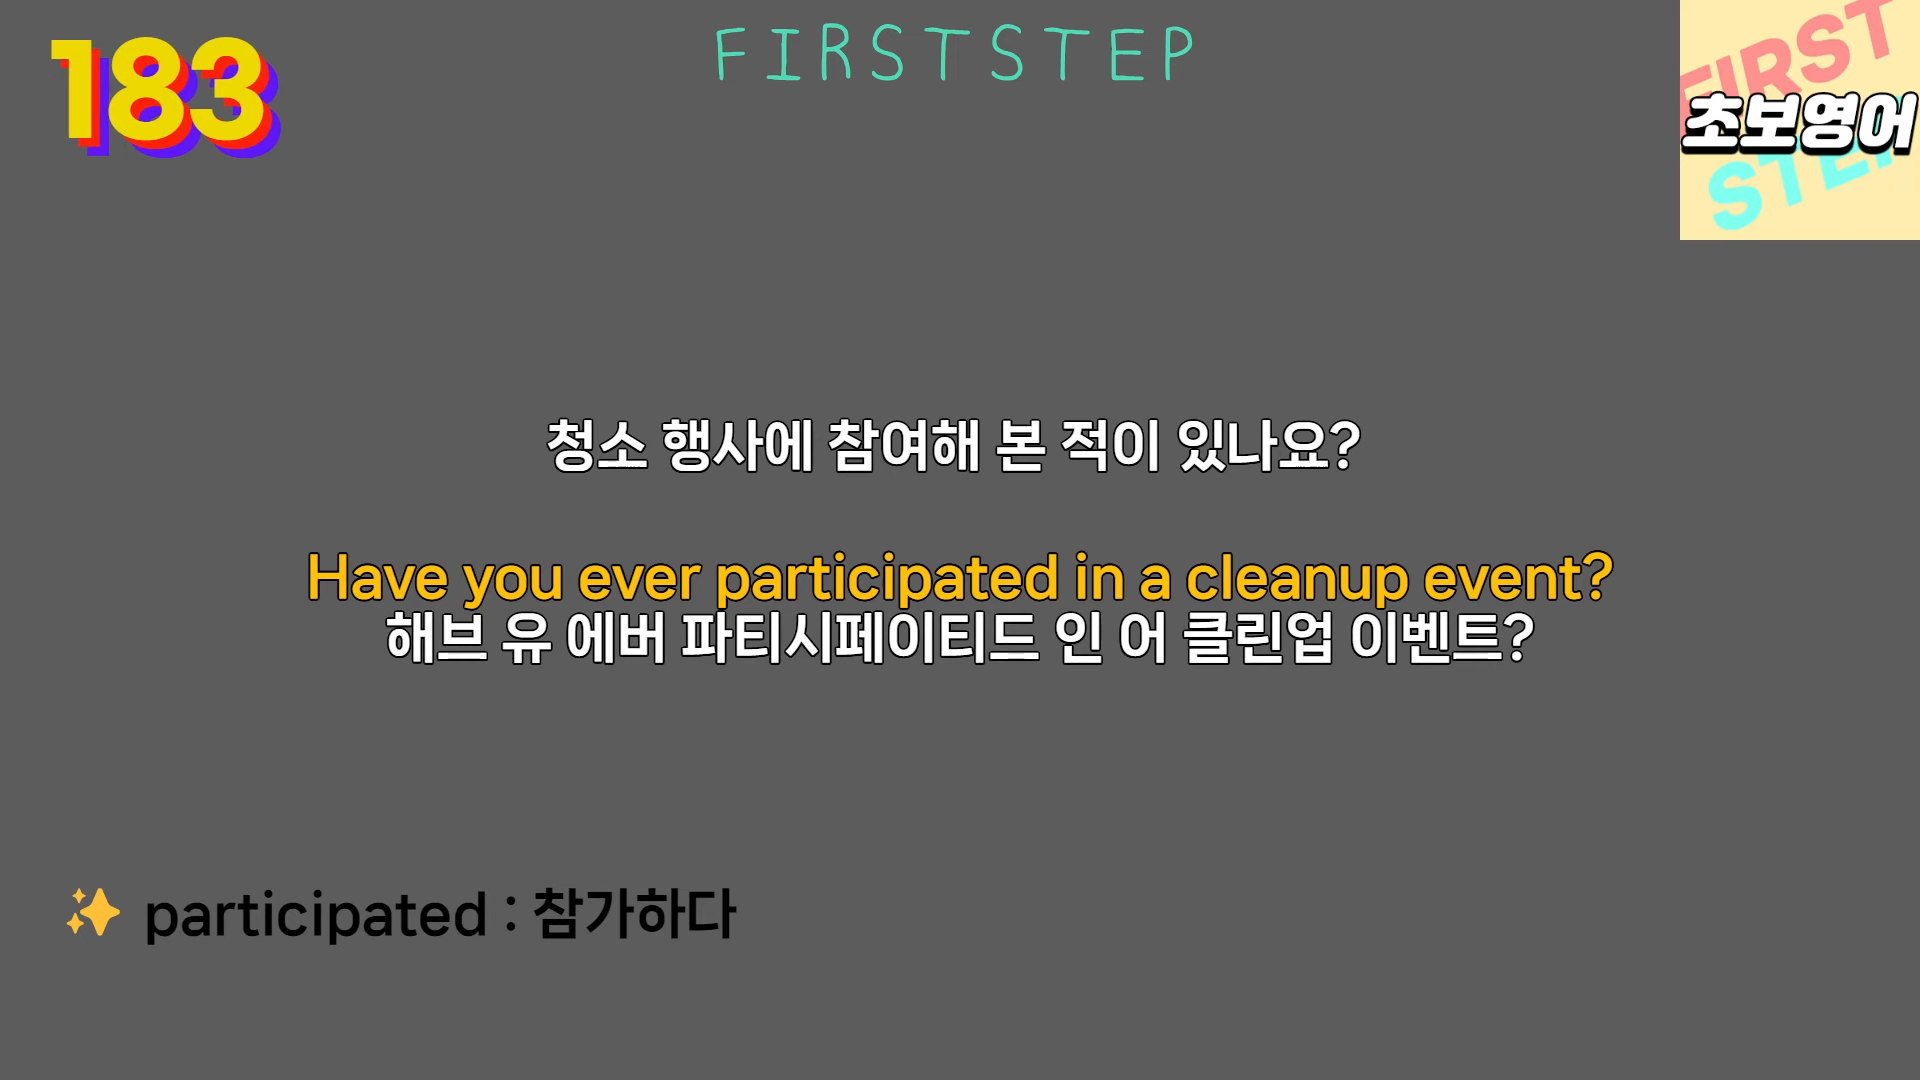 183
FIRSTSTEP
FIRST
초보영어
STEP
청소 행사에 참여해 본 적이 있나요?
Have you ever participated in a cleanup event?
해브 유 에버 파티시페이티드 인 어 클린업 이벤트?
✨ participated : 참가하다